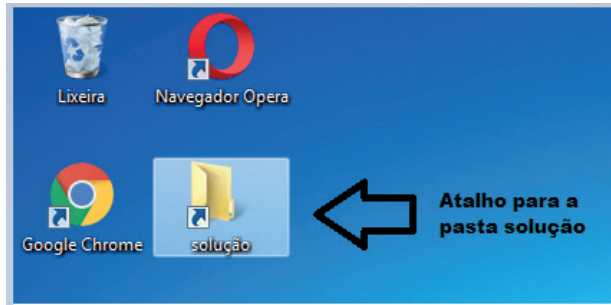 Lixeira
Navegador Opera
Google Chrome
solução
Atalho para a
pasta solução